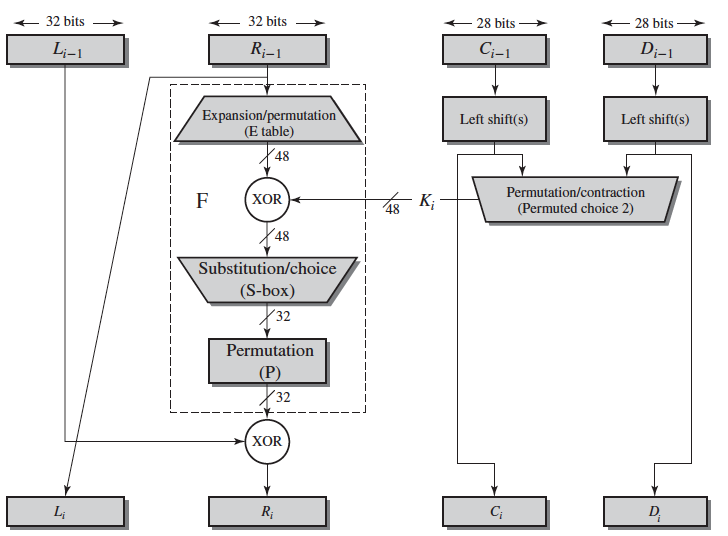 32 bits 32 bits 28 bits 28 bits
Lᵢ₋₁ Rᵢ₋₁ Cᵢ₋₁ Dᵢ₋₁
Expansion/permutation
(E table)
Left shift(s) Left shift(s)
48
F XOR 48 Kᵢ
Permutation/contraction
(Permuted choice 2)
48
Substitution/choice
(S-box)
32
Permutation
(P)
32
XOR
Lᵢ Rᵢ Cᵢ Dᵢ